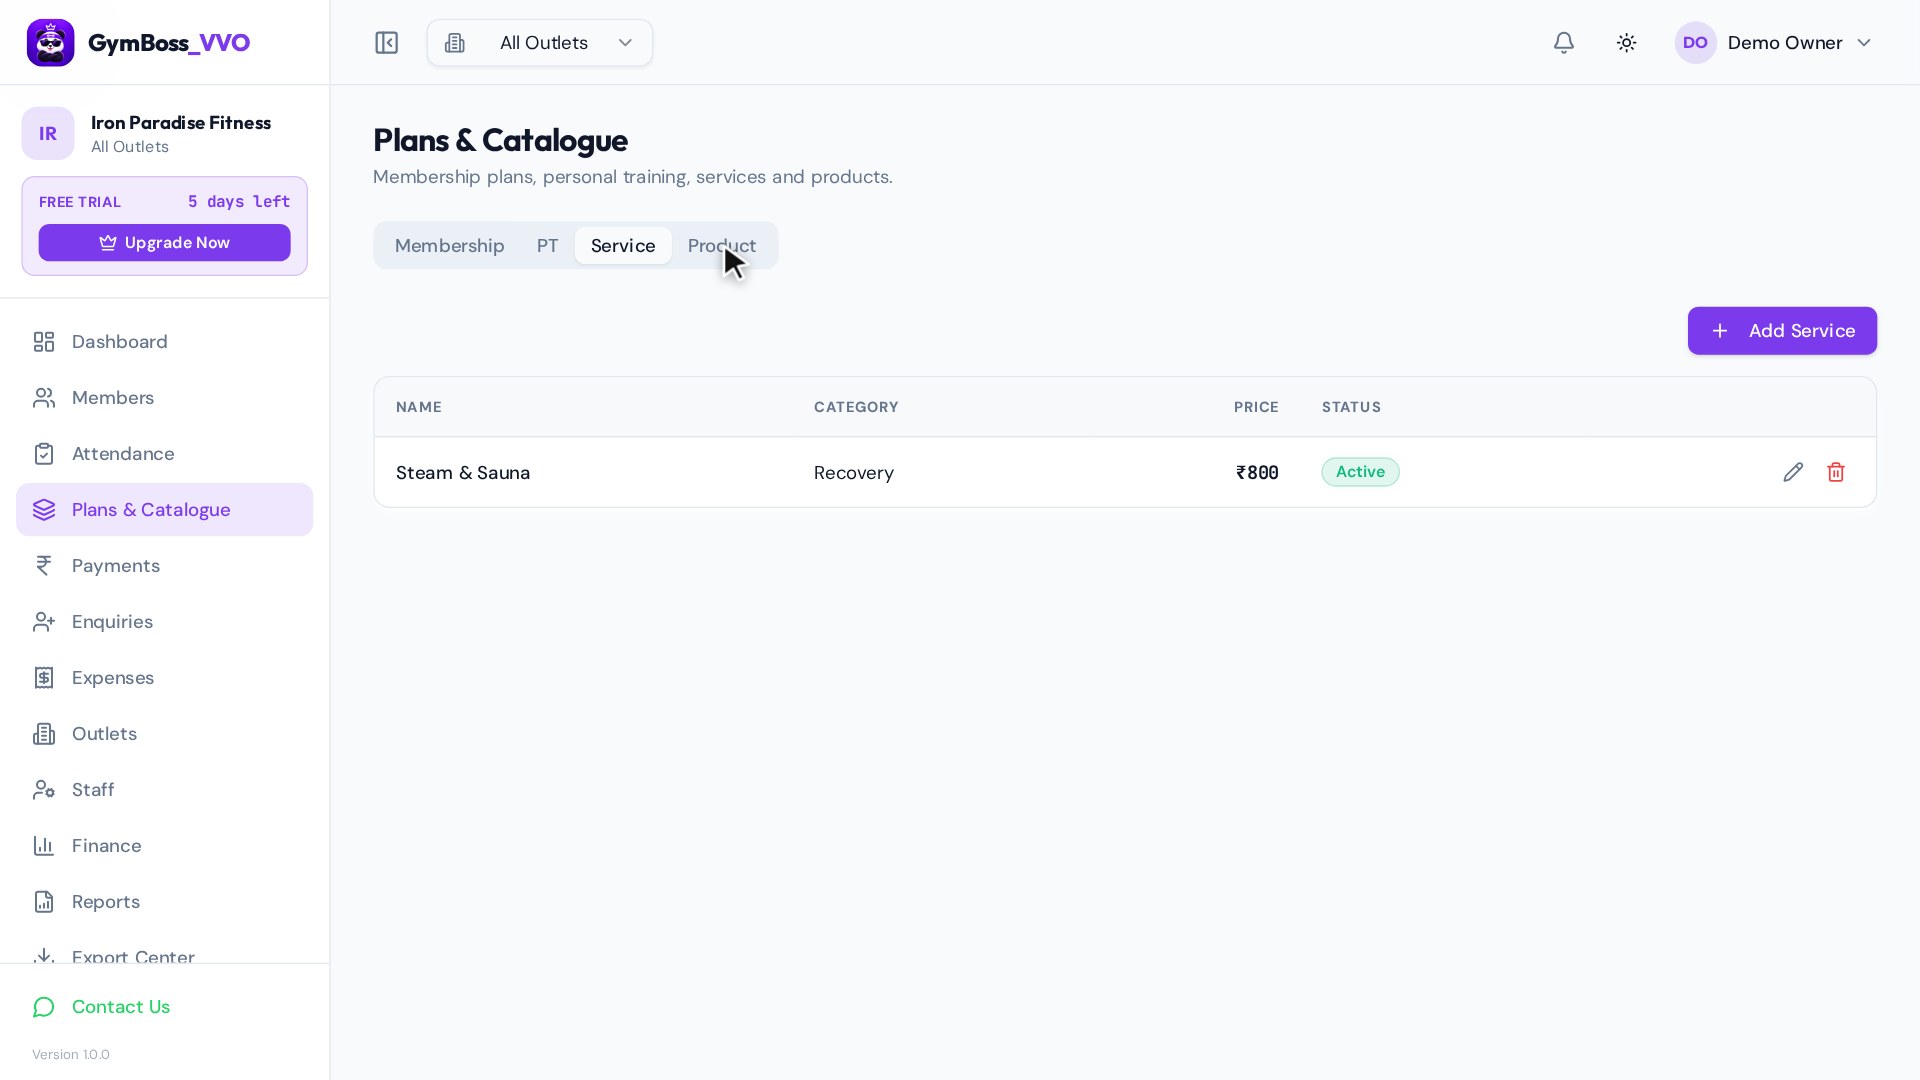 GymBoss_VVO
All Outlets
DO Demo Owner
IR
Iron Paradise Fitness
All Outlets
FREE TRIAL 5 days left
Upgrade Now
Dashboard
Members
Attendance
Plans & Catalogue
Payments
Enquiries
Expenses
Outlets
Staff
Finance
Reports
Export Center
Contact Us
Version 1.0.0
Plans & Catalogue
Membership plans, personal training, services and products.
Membership PT Service Product
+ Add Service
NAME CATEGORY PRICE STATUS
Steam & Sauna Recovery ₹800 Active